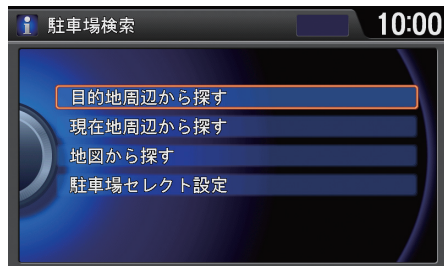 駐車場検索
10:00
目的地周辺から探す
現在地周辺から探す
地図から探す
駐車場セレクト設定